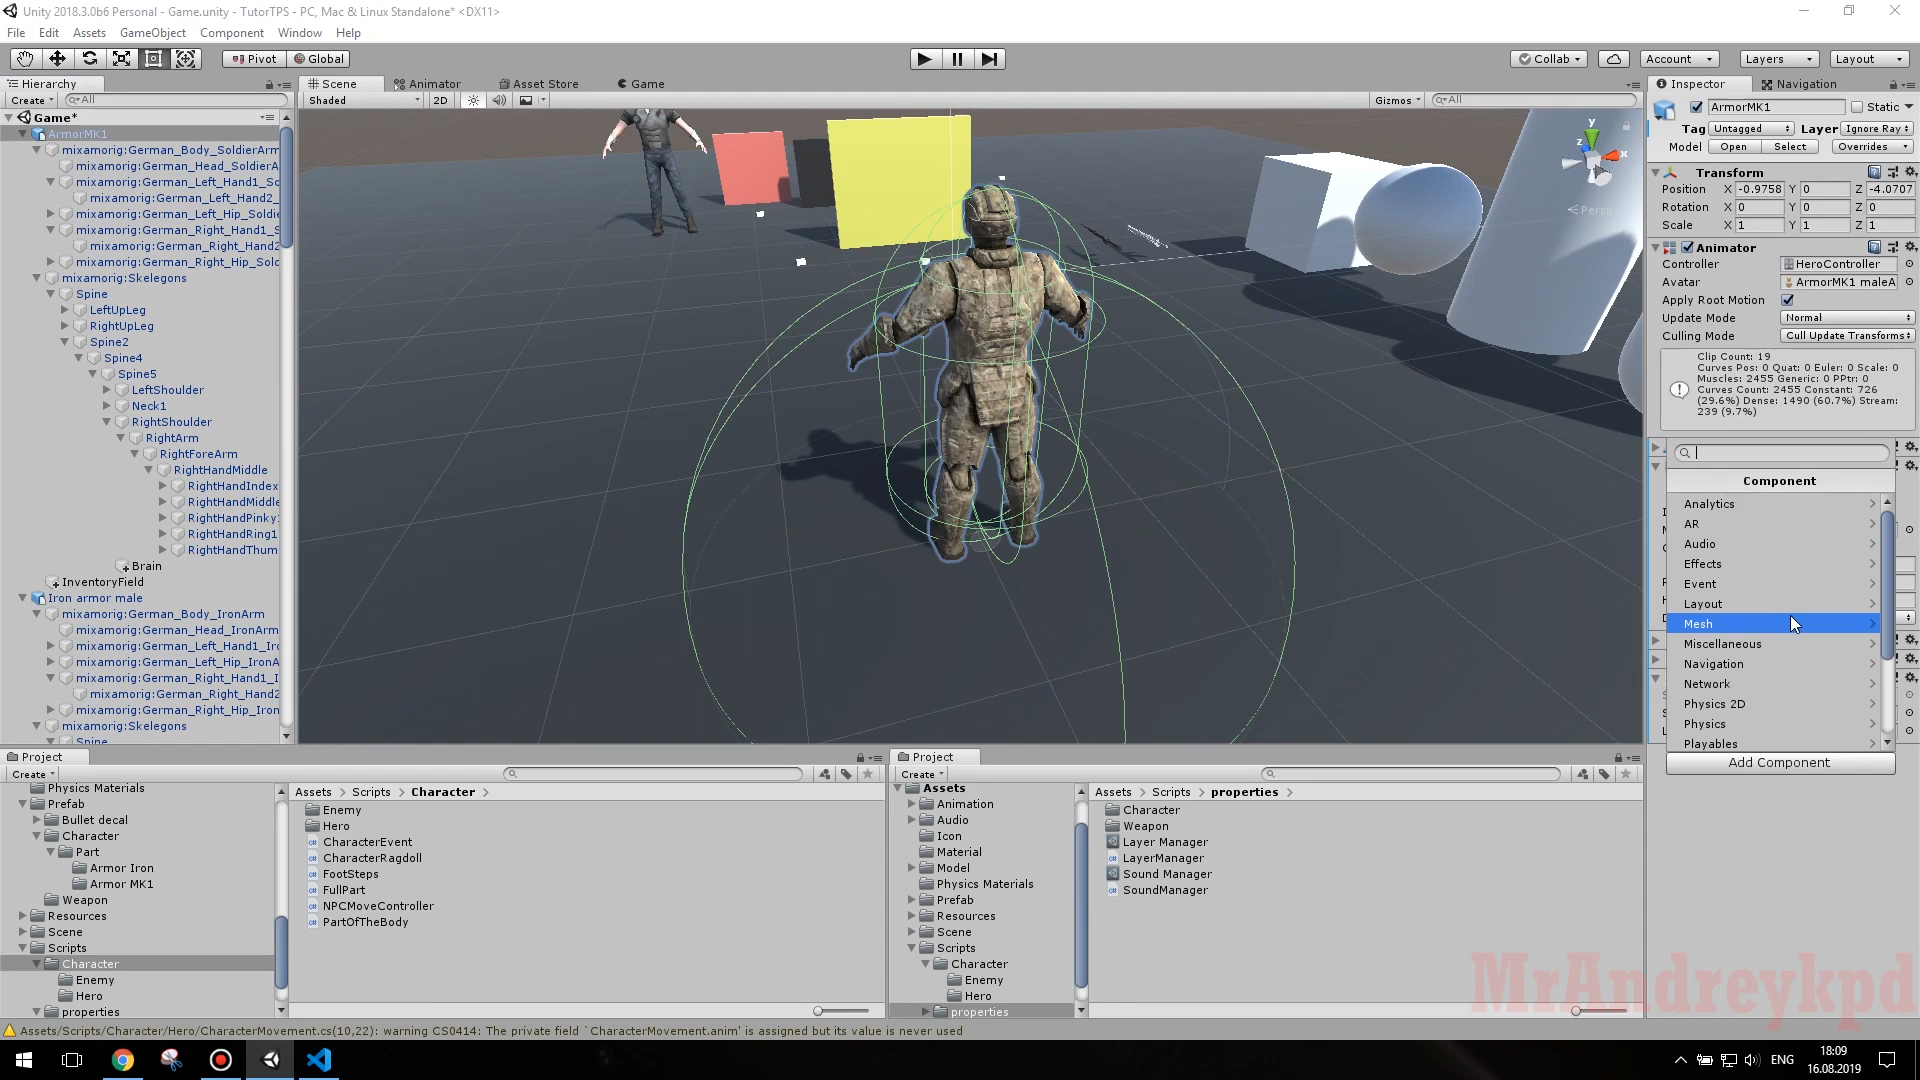 Unity 2018.3.0b6 Personal - Game.unity - TutorTPS - PC, Mac & Linux Standalone* <DX11>
File Edit Assets GameObject Component Window Help
Pivot Global Collab Account Layers Layout
Hierarchy
Create All
Game*
ArmorMK1
mixamorig:German_Body_SoldierArm
mixamorig:German_Head_SoldierA
mixamorig:German_Left_Hand1_So
mixamorig:German_Left_Hand2_
mixamorig:German_Left_Hip_Soldie
mixamorig:German_Right_Hand1_S
mixamorig:German_Right_Hand2
mixamorig:German_Right_Hip_Solc
mixamorig:Skelegons
Spine
LeftUpLeg
RightUpLeg
Spine2
Spine4
Spine5
LeftShoulder
Neck1
RightShoulder
RightArm
RightForeArm
RightHandMiddle
RightHandIndex
RightHandMiddle
RightHandPinky
RightHandRing1
RightHandThum
Brain
InventoryField
Iron armor male
mixamorig:German_Body_IronArm
mixamorig:German_Head_IronArm
mixamorig:German_Left_Hand1_Irc
mixamorig:German_Left_Hip_IronA
mixamorig:German_Right_Hand1_I
mixamorig:German_Right_Hand2
mixamorig:German_Right_Hip_Iron
mixamorig:Skelegons
Spine
Scene Animator Asset Store Game
Shaded 2D Gizmos All
y
z
x
Persp
Inspector Navigation
ArmorMK1 Static
Tag Untagged Layer Ignore Ray
Model Open Select Overrides
Transform
Position X -0.9758 Y 0 Z -4.0707
Rotation X 0 Y 0 Z 0
Scale X 1 Y 1 Z 1
Animator
Controller HeroController
Avatar ArmorMK1 maleA
Apply Root Motion
Update Mode Normal
Culling Mode Cull Update Transforms
Clip Count: 19
Curves Pos: 0 Quat: 0 Euler: 0 Scale: 0
Muscles: 2455 Generic: 0 PPtr: 0
Curves Count: 2455 Constant: 726
(29.6%) Dense: 1490 (60.7%) Stream:
239 (9.7%)
Component
Analytics
AR
Audio
Effects
Event
Layout
Mesh
Miscellaneous
Navigation
Network
Physics 2D
Physics
Playables
Add Component
Project
Create
Physics Materials
Prefab
Bullet decal
Character
Part
Armor Iron
Armor MK1
Weapon
Resources
Scene
Scripts
Character
Enemy
Hero
properties
Assets Scripts Character
Enemy
Hero
CharacterEvent
CharacterRagdoll
FootSteps
FullPart
NPCMoveController
PartOfTheBody
Project
Create
Assets
Animation
Audio
Icon
Material
Model
Physics Materials
Prefab
Resources
Scene
Scripts
Character
Enemy
Hero
properties
Assets Scripts properties
Character
Weapon
Layer Manager
LayerManager
Sound Manager
SoundManager
MrAndreykpd
Assets/Scripts/Character/Hero/CharacterMovement.cs(10,22): warning CS0414: The private field `CharacterMovement.anim' is assigned but its value is never used
ENG
18:09
16.08.2019